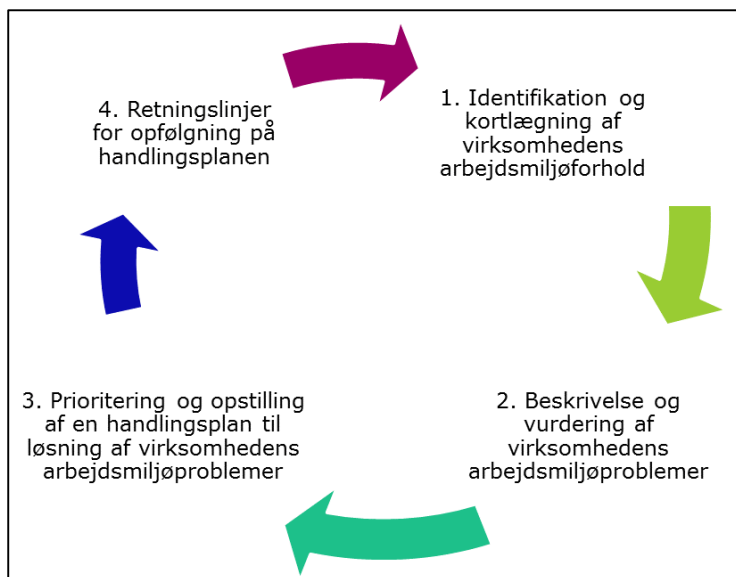 1. Identifikation og
kortlægning af
virksomhedens
arbejdsmiljøforhold
2. Beskrivelse og
vurdering af
virksomhedens
arbejdsmiljøproblemer
3. Prioritering og opstilling
af en handlingsplan til
løsning af virksomhedens
arbejdsmiljøproblemer
4. Retningslinjer
for opfølgning på
handlingsplanen